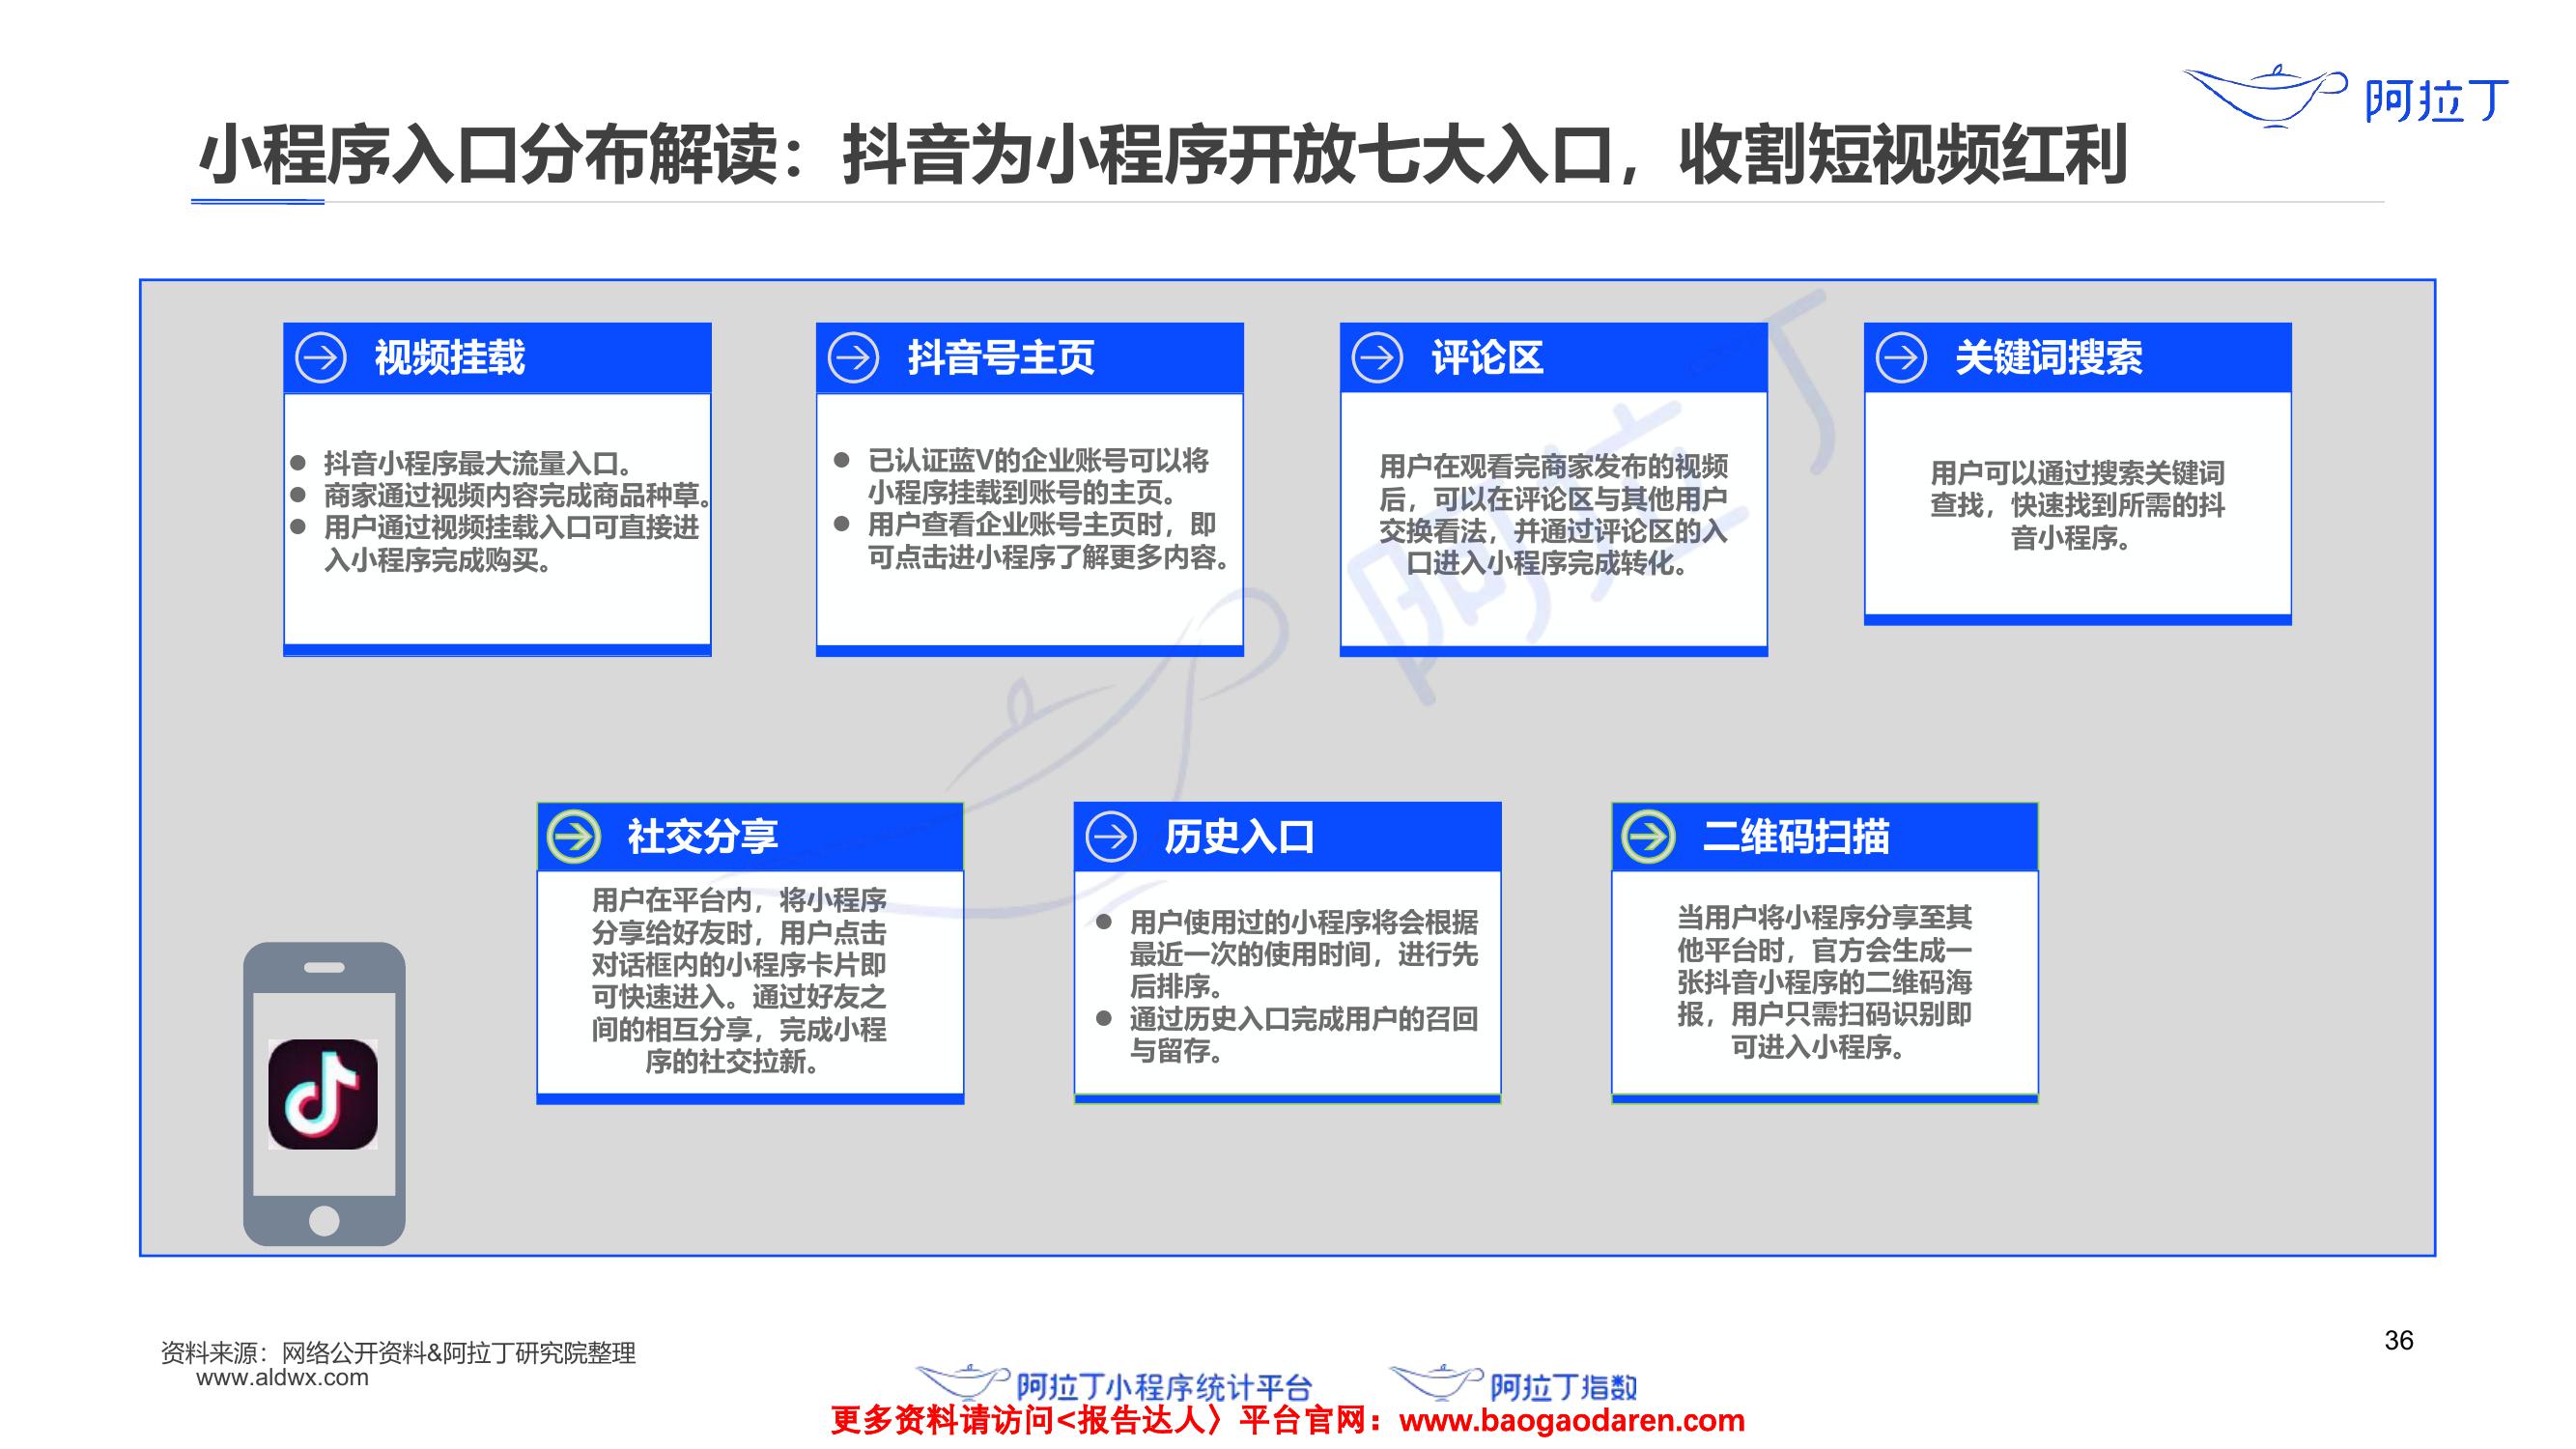 阿拉丁
小程序入口分布解读：抖音为小程序开放七大入口，收割短视频红利
视频挂载
● 抖音小程序最大流量入口。
● 商家通过视频内容完成商品种草。
● 用户通过视频挂载入口可直接进
入小程序完成购买。
抖音号主页
● 已认证蓝V的企业账号可以将
小程序挂载到账号的主页。
● 用户查看企业账号主页时，即
可点击进小程序了解更多内容。
评论区
用户在观看完商家发布的视频
后，可以在评论区与其他用户
交换看法，并通过评论区的入
口进入小程序完成转化。
关键词搜索
用户可以通过搜索关键词
查找，快速找到所需的抖
音小程序。
阿拉丁
社交分享
用户在平台内，将小程序
分享给好友时，用户点击
对话框内的小程序卡片即
可快速进入。通过好友之
间的相互分享，完成小程
序的社交拉新。
历史入口
● 用户使用过的小程序将会根据
最近一次的使用时间，进行先
后排序。
● 通过历史入口完成用户的召回
与留存。
二维码扫描
当用户将小程序分享至其
他平台时，官方会生成一
张抖音小程序的二维码海
报，用户只需扫码识别即
可进入小程序。
资料来源：网络公开资料&阿拉丁研究院整理
www.aldwx.com
36
阿拉丁小程序统计平台
阿拉丁指数
更多资料请访问<报告达人〉平台官网：www.baogaodaren.com